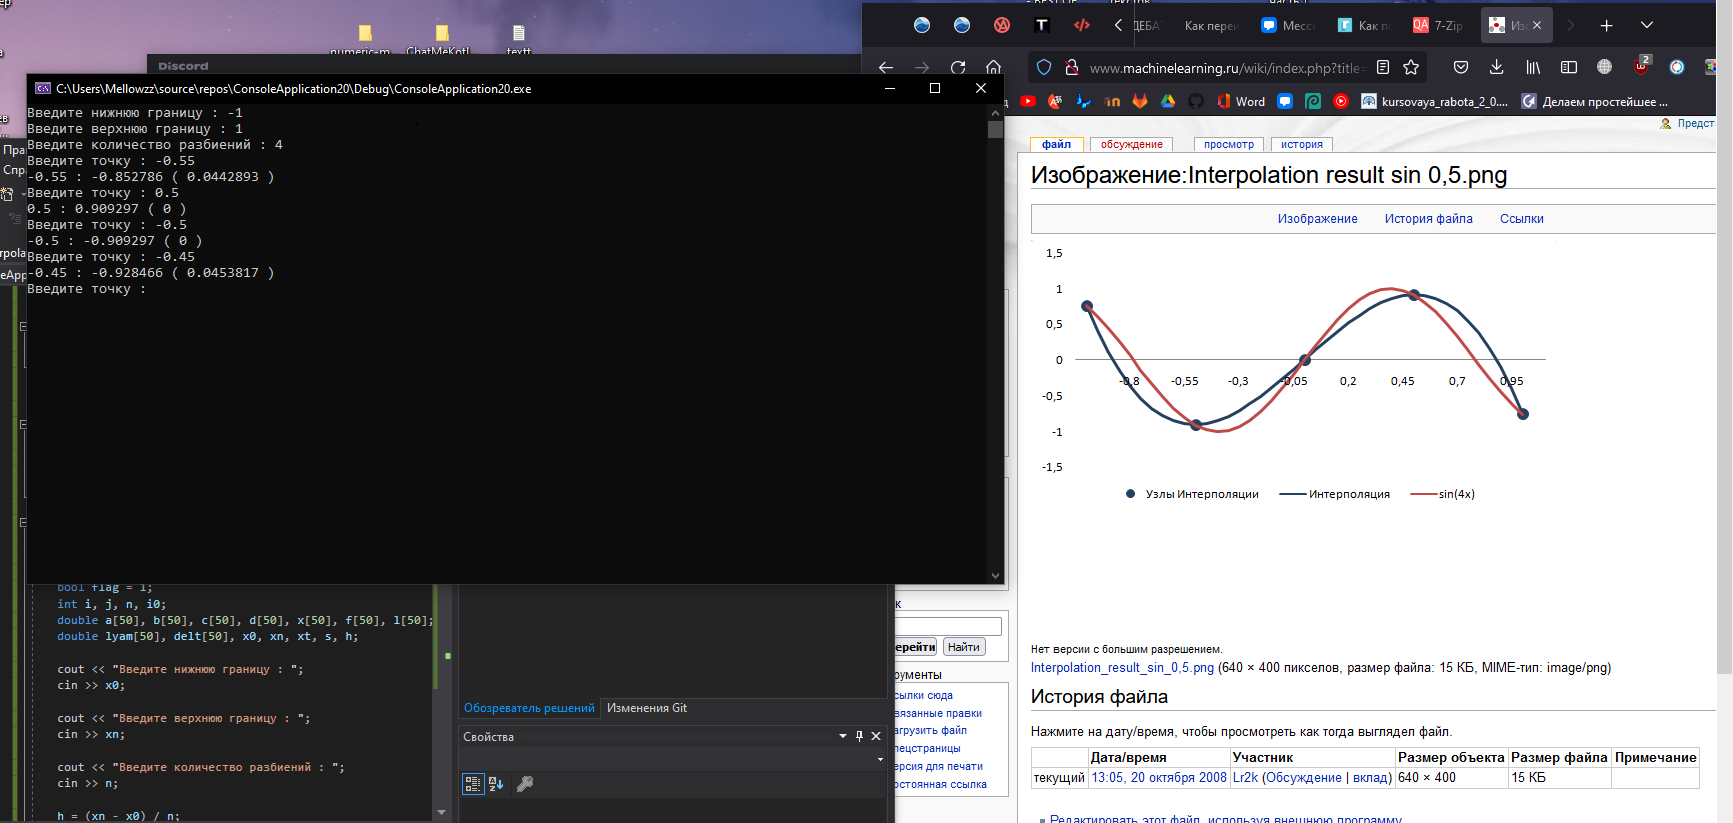 numeric-m
ChatMeKotl
textt
Discord
C:\Users\Mellowzz\source\repos\ConsoleApplication20\Debug\ConsoleApplication20.exe
Введите нижнюю границу : -1
Введите верхнюю границу : 1
Введите количество разбиений : 4
Введите точку : -0.55
-0.55 : -0.852786 ( 0.0442893 )
Введите точку : 0.5
0.5 : 0.909297 ( 0 )
Введите точку : -0.5
-0.5 : -0.909297 ( 0 )
Введите точку : -0.45
-0.45 : -0.928466 ( 0.0453817 )
Введите точку :
bool flag = 1;
int i, j, n, i0;
double a[50], b[50], c[50], d[50], x[50], f[50], l[50];
double lyam[50], delt[50], x0, xn, xt, s, h;
cout << "Введите нижнюю границу : ";
cin >> x0;
cout << "Введите верхнюю границу : ";
cin >> xn;
cout << "Введите количество разбиений : ";
cin >> n;
h = (xn - x0) / n;
Обозреватель решений Изменения Git
Свойства
ДЕБА Как переи Мессе Как п 7-Zip Изо
www.machinelearning.ru/wiki/index.php?title=
Word kursovaya_rabota_2_0.... Делаем простейшее ...
Предст
файл обсуждение просмотр история
Изображение:Interpolation result sin 0,5.png
Изображение История файла Ссылки
1,5
1
0,5
0
-0,5
-1
-1,5
-0,8 -0,55 -0,3 -0,05 0,2 0,45 0,7 0,95
Узлы Интерполяции Интерполяция sin(4x)
Нет версии с большим разрешением.
Interpolation_result_sin_0,5.png (640 × 400 пикселов, размер файла: 15 КБ, MIME-тип: image/png)
История файла
Нажмите на дату/время, чтобы просмотреть как тогда выглядел файл.
Дата/время Участник Размер объекта Размер файла Примечание
текущий 13:05, 20 октября 2008 Lr2k (Обсуждение | вклад) 640 × 400 15 КБ
Редактировать этот файл, используя внешнюю программу
к
ерейти Найти
рументы
сылки сюда
вязанные правки
агрузить файл
пецстраницы
ерсия для печати
остоянная ссылка